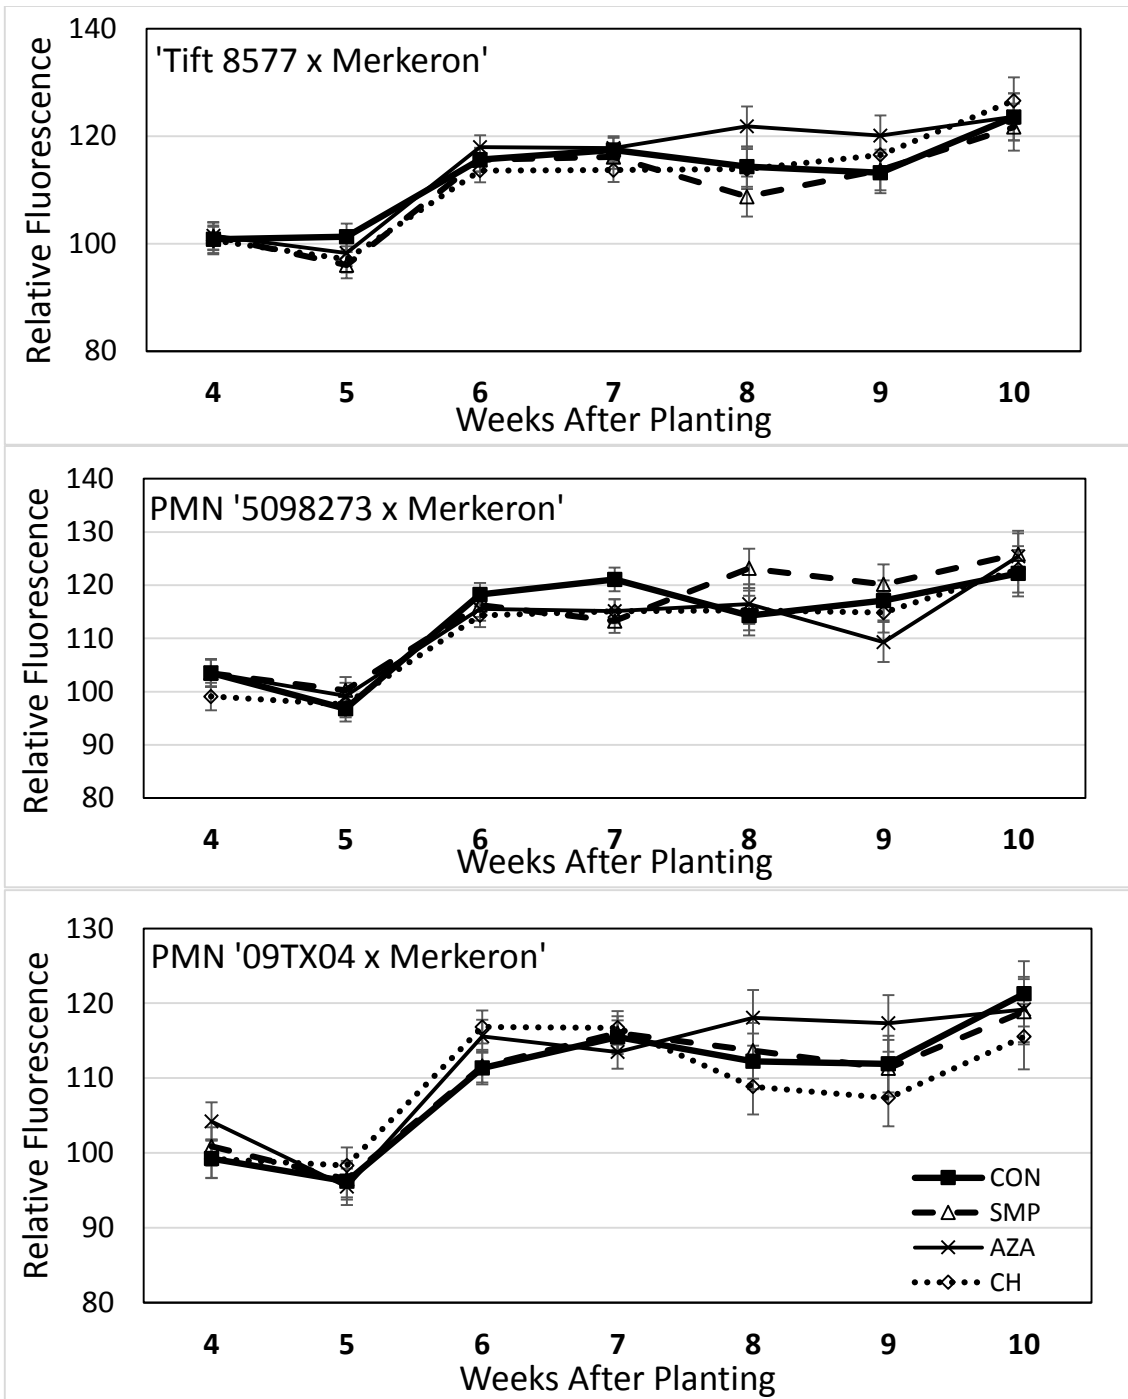 140
120
100
80
Relative Fluorescence
'Tift 8577 x Merkeron'
4 5 6 7 8 9 10
Weeks After Planting
140
130
120
110
100
90
80
Relative Fluorescence
PMN '5098273 x Merkeron'
4 5 6 7 8 9 10
Weeks After Planting
130
120
110
100
90
80
Relative Fluorescence
PMN '09TX04 x Merkeron'
CON
SMP
AZA
CH
4 5 6 7 8 9 10
Weeks After Planting